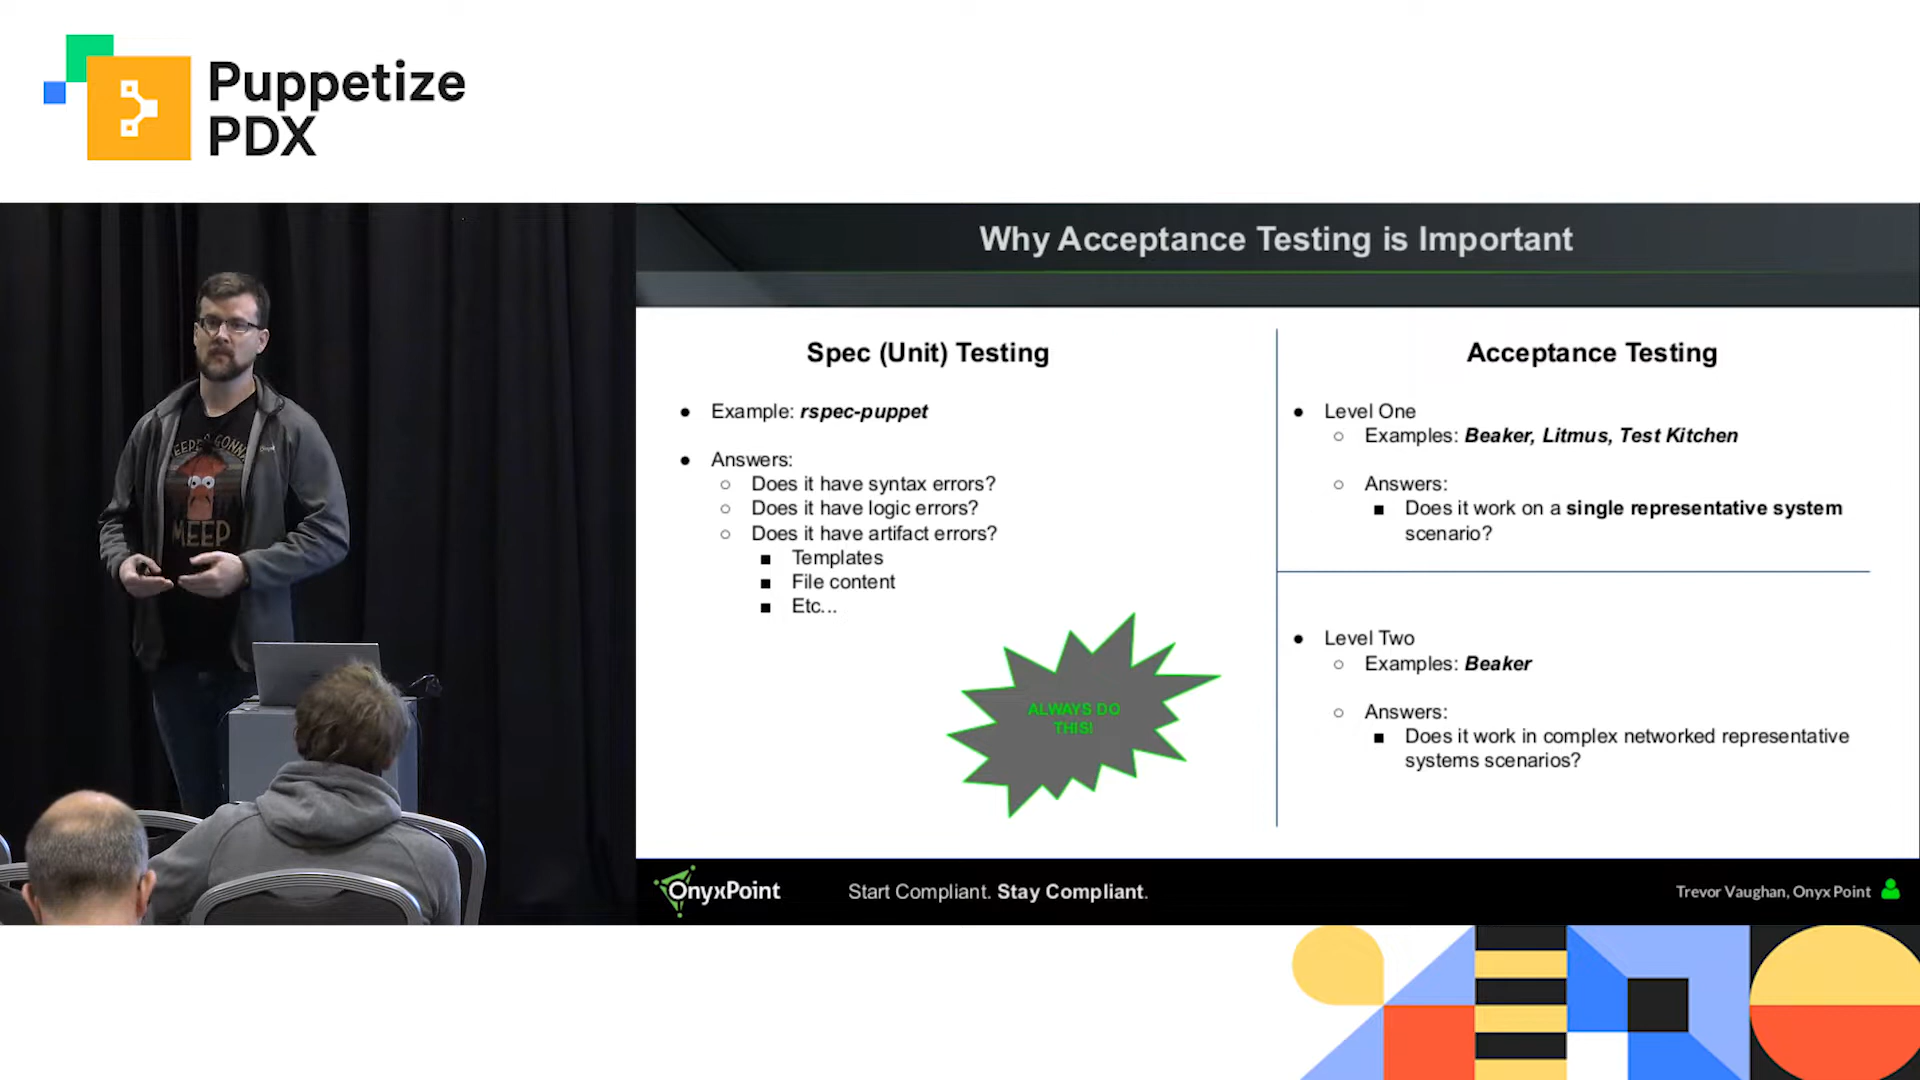 Puppetize
PDX
GONNA
MEEP
Why Acceptance Testing is Important
Spec (Unit) Testing
● Example: rspec-puppet
● Answers:
○ Does it have syntax errors?
○ Does it have logic errors?
○ Does it have artifact errors?
■ Templates
■ File content
■ Etc...
ALWAYS DO
THIS!
Acceptance Testing
● Level One
○ Examples: Beaker, Litmus, Test Kitchen
○ Answers:
■ Does it work on a single representative system
scenario?
● Level Two
○ Examples: Beaker
○ Answers:
■ Does it work in complex networked representative
systems scenarios?
OnyxPoint
Start Compliant. Stay Compliant.
Trevor Vaughan, Onyx Point